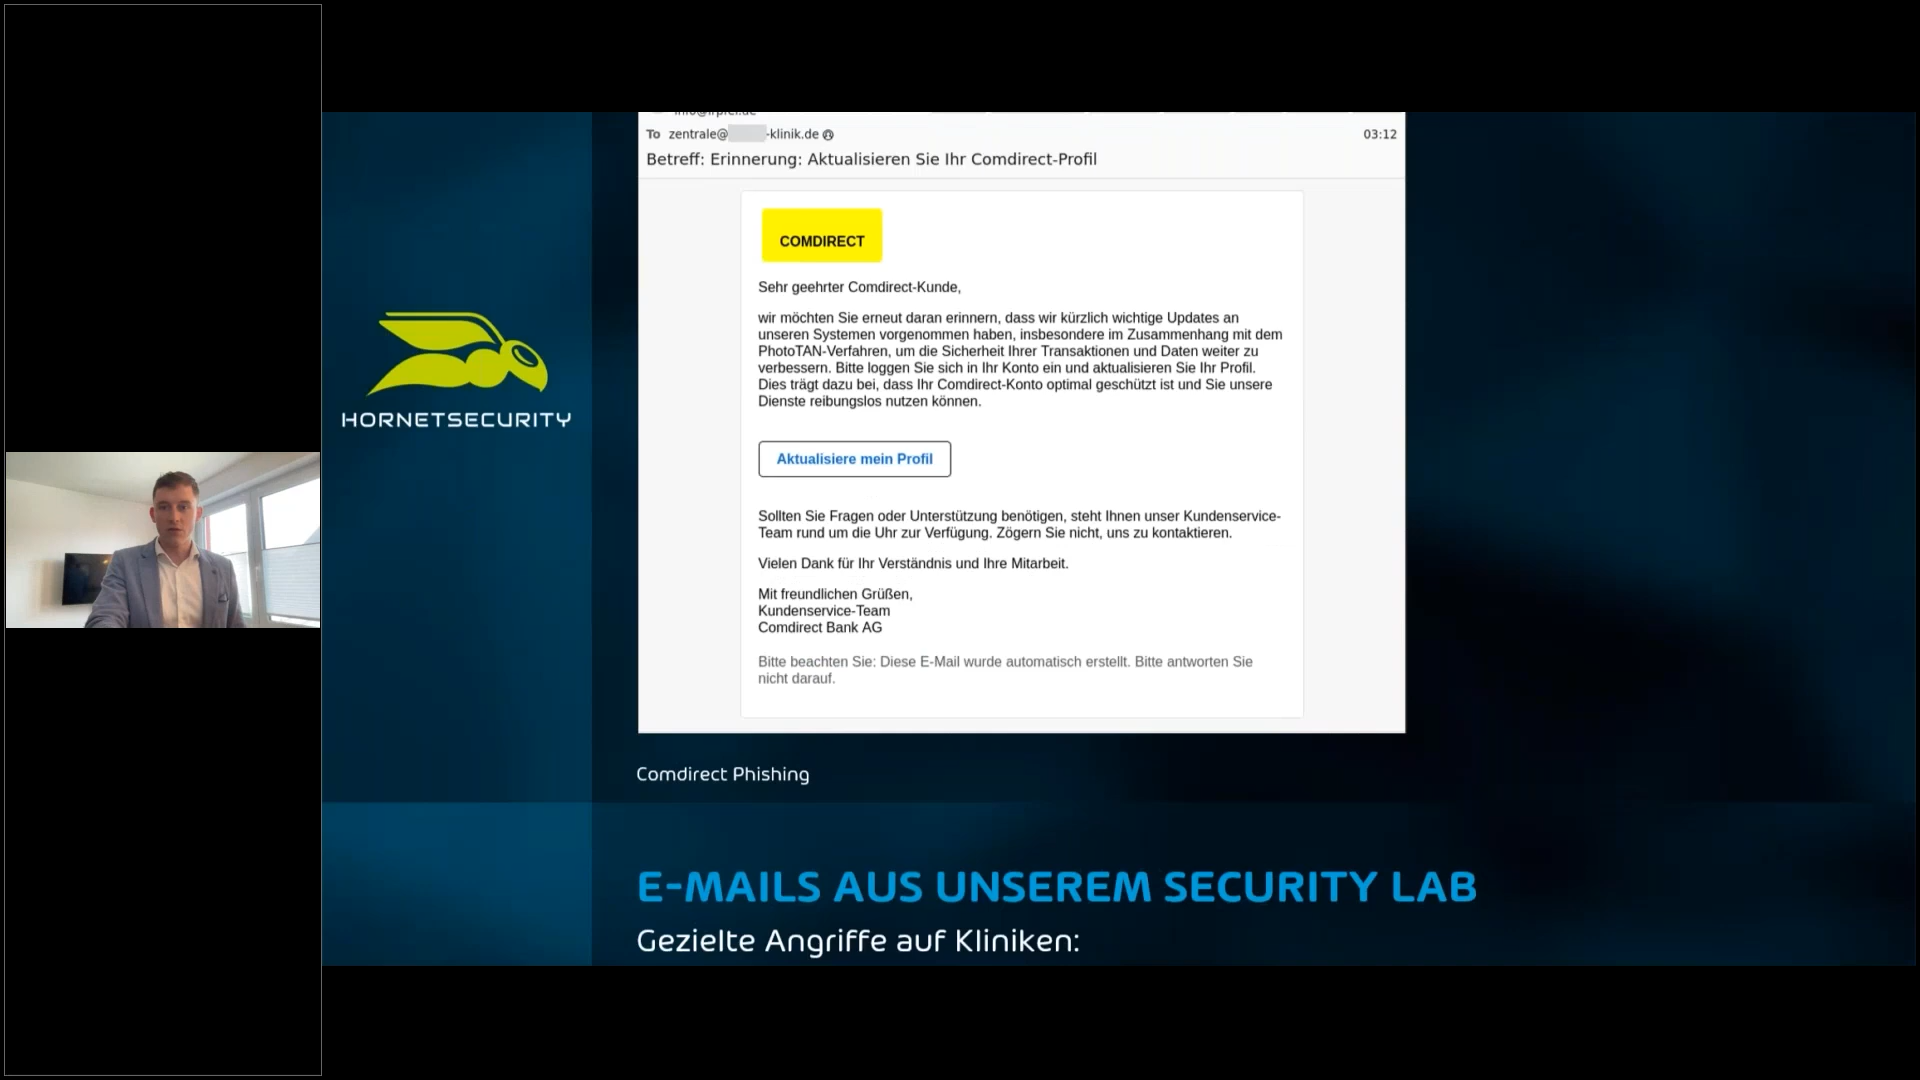 To zentrale@ -klinik.de 03:12
Betreff: Erinnerung: Aktualisieren Sie Ihr Comdirect-Profil
COMDIRECT
Sehr geehrter Comdirect-Kunde,
wir möchten Sie erneut daran erinnern, dass wir kürzlich wichtige Updates an
unseren Systemen vorgenommen haben, insbesondere im Zusammenhang mit dem
PhotoTAN-Verfahren, um die Sicherheit Ihrer Transaktionen und Daten weiter zu
verbessern. Bitte loggen Sie sich in Ihr Konto ein und aktualisieren Sie Ihr Profil.
Dies trägt dazu bei, dass Ihr Comdirect-Konto optimal geschützt ist und Sie unsere
Dienste reibungslos nutzen können.
Aktualisiere mein Profil
Sollten Sie Fragen oder Unterstützung benötigen, steht Ihnen unser Kundenservice-
Team rund um die Uhr zur Verfügung. Zögern Sie nicht, uns zu kontaktieren.
Vielen Dank für Ihr Verständnis und Ihre Mitarbeit.
Mit freundlichen Grüßen,
Kundenservice-Team
Comdirect Bank AG
Bitte beachten Sie: Diese E-Mail wurde automatisch erstellt. Bitte antworten Sie
nicht darauf.
HORNETSECURITY
Comdirect Phishing
E-MAILS AUS UNSEREM SECURITY LAB
Gezielte Angriffe auf Kliniken: